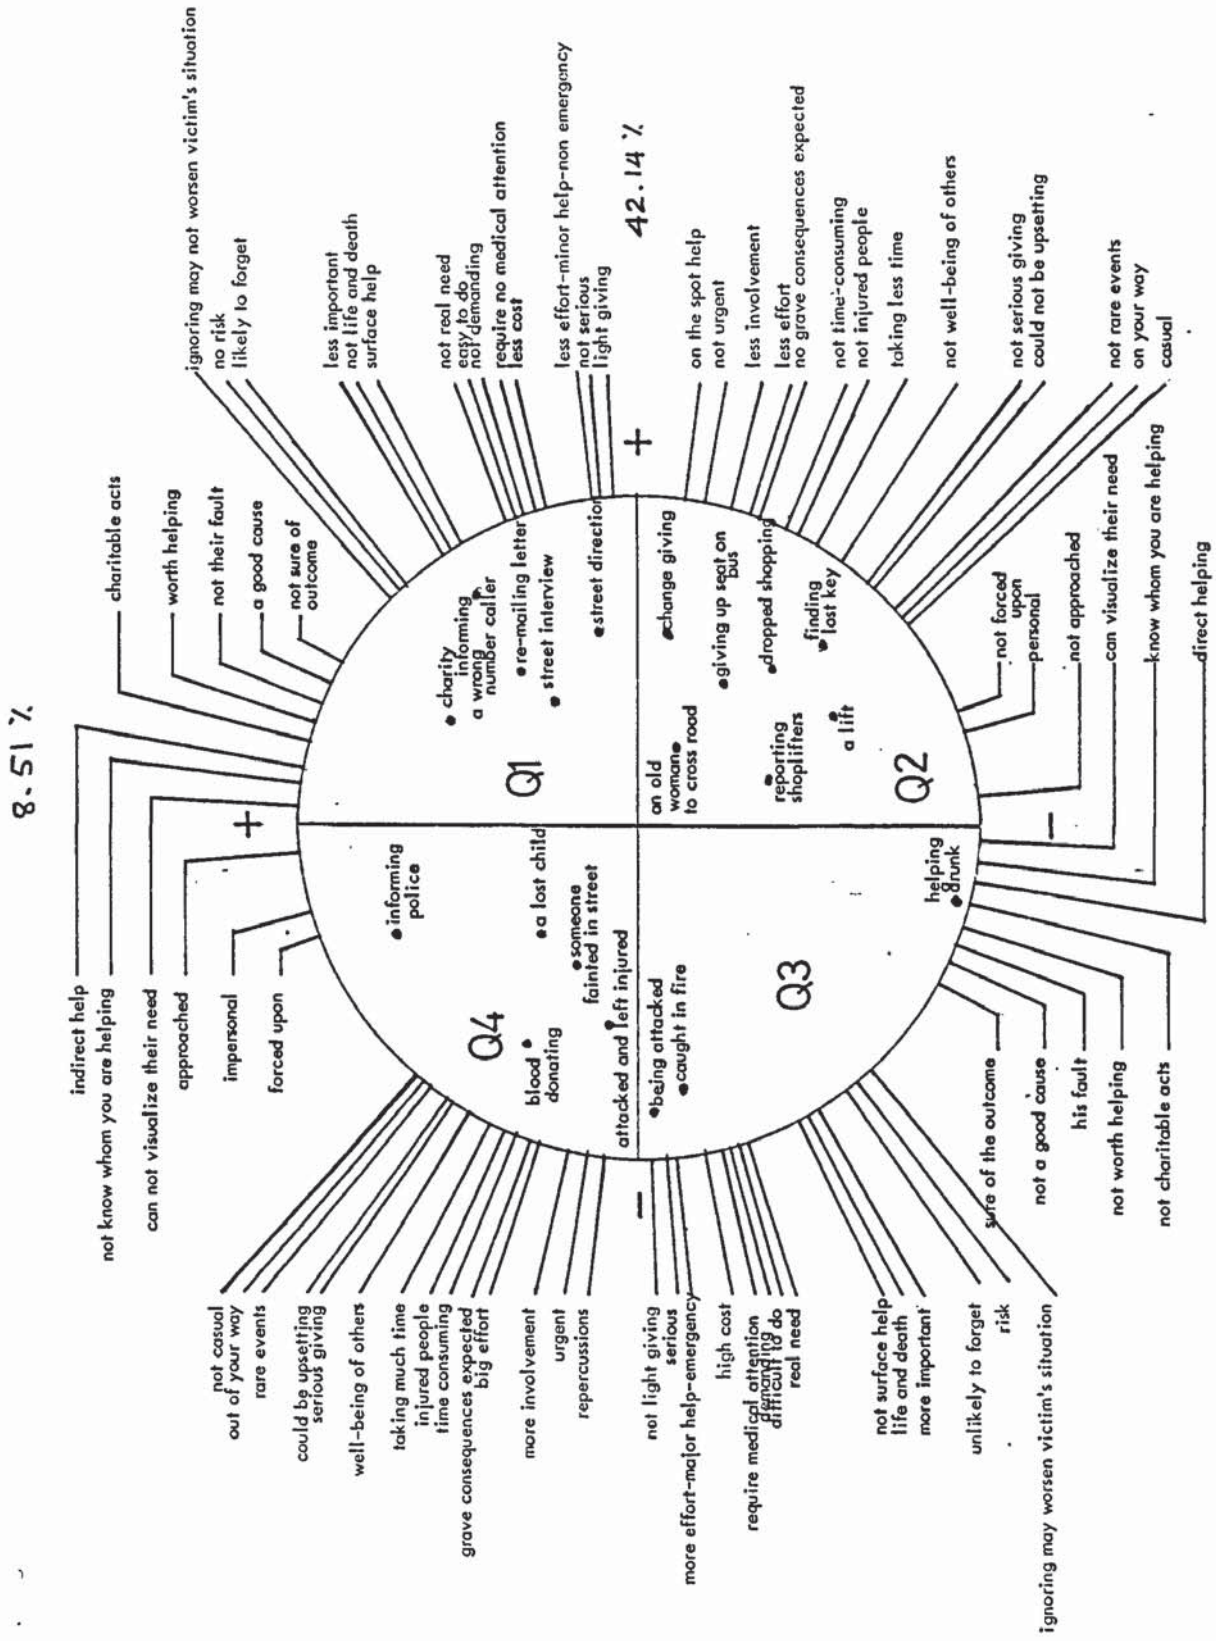 8.51 %
indirect help
not know whom you are helping
can not visualize their need
approached
impersonal
forced upon
charitable acts
worth helping
not their fault
a good cause
not sure of
outcome
ignoring may not worsen victim's situation
no risk
likely to forget
less important
not life and death
surface help
not real need
easy to do
not demanding
require no medical attention
less cost
less effort-minor help-non emergency
not serious
light giving
42.14 %
on the spot help
not urgent
less involvement
less effort
no grave consequences expected
not time-consuming
not injured people
taking less time
not well-being of others
not serious giving
could not be upsetting
not rare events
on your way
casual
not casual
out of your way
rare events
could be upsetting
serious giving
well-being of others
taking much time
injured people
time consuming
grave consequences expected
big effort
more involvement
urgent
repercussions
not light giving
serious
more effort-major help-emergency
high cost
require medical attention
demanding
difficult to do
real need
not surface help
life and death
more important
unlikely to forget
risk
ignoring may worsen victim's situation
+
+
-
-
Q4
informing
police
a lost child
someone
fainted in street
blood
donating
attacked and left injured
Q1
charity
informing
a wrong
number caller
re-mailing letter
street interview
street direction
Q3
being attacked
caught in fire
helping
drunk
Q2
an old
woman
to cross road
change giving
giving up seat on
bus
dropped shopping
finding
lost key
reporting
shoplifters
a lift
sure of the outcome
not a good cause
his fault
not worth helping
not charitable acts
not forced
upon
personal
not approached
can visualize their need
know whom you are helping
direct helping